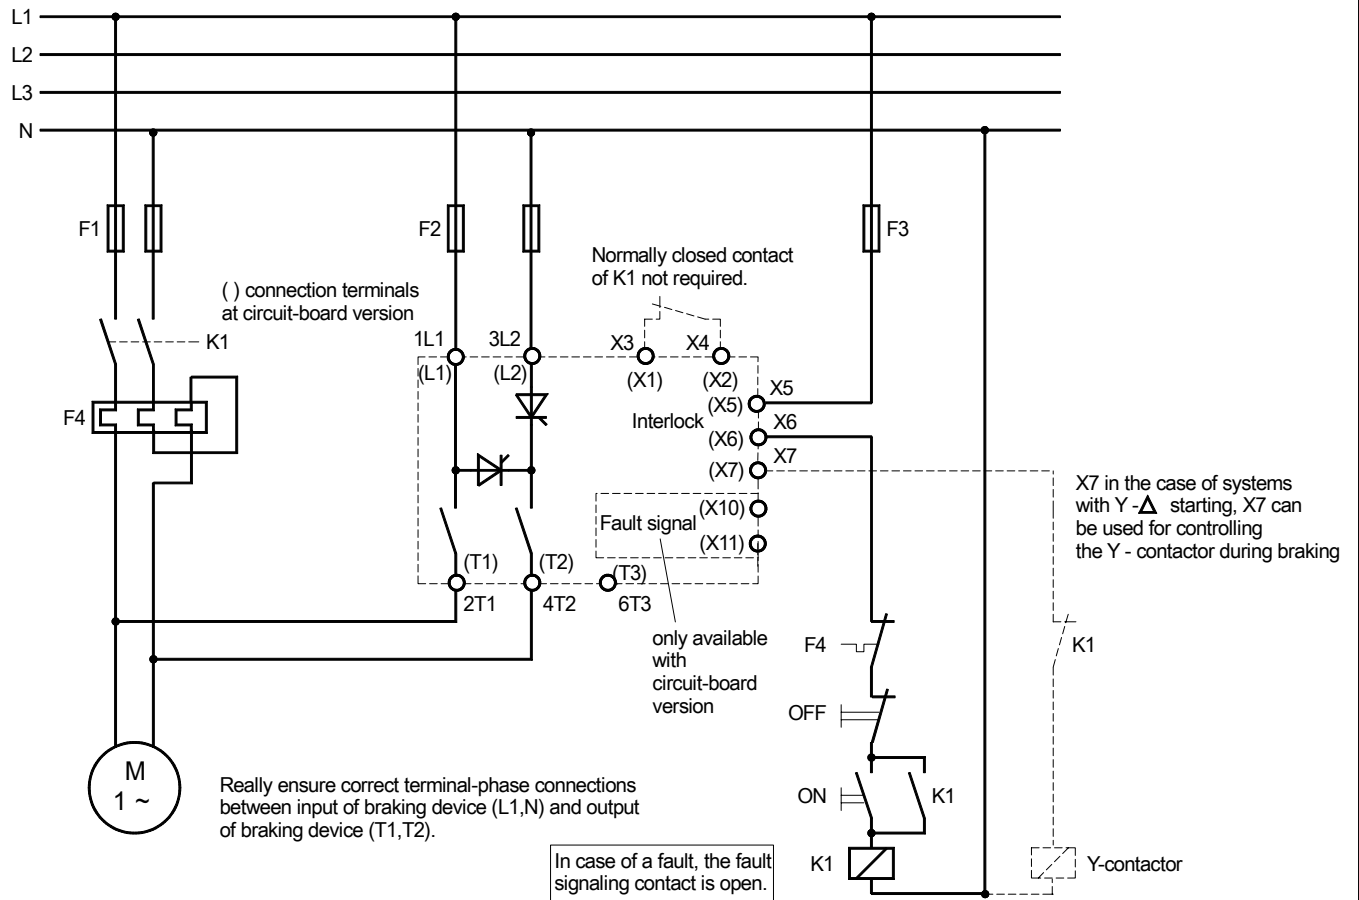 L1
L2
L3
N
F1
F2
F3
Normally closed contact
of K1 not required.
( ) connection terminals
at circuit-board version
K1
1L1
3L2
X3
X4
(L1)
(L2)
(X1)
(X2)
X5
(X5)
F4
Interlock
X6
(X6)
X7
(X7)
X7 in the case of systems
with Y -Δ starting, X7 can
be used for controlling
the Y - contactor during braking
(X10)
Fault signal
(X11)
(T1)
(T2)
(T3)
2T1
4T2
6T3
only available
with
circuit-board
version
F4
K1
OFF
M
1 ~
Really ensure correct terminal-phase connections
between input of braking device (L1,N) and output
of braking device (T1,T2).
ON
K1
In case of a fault, the fault
signaling contact is open.
K1
Y-contactor